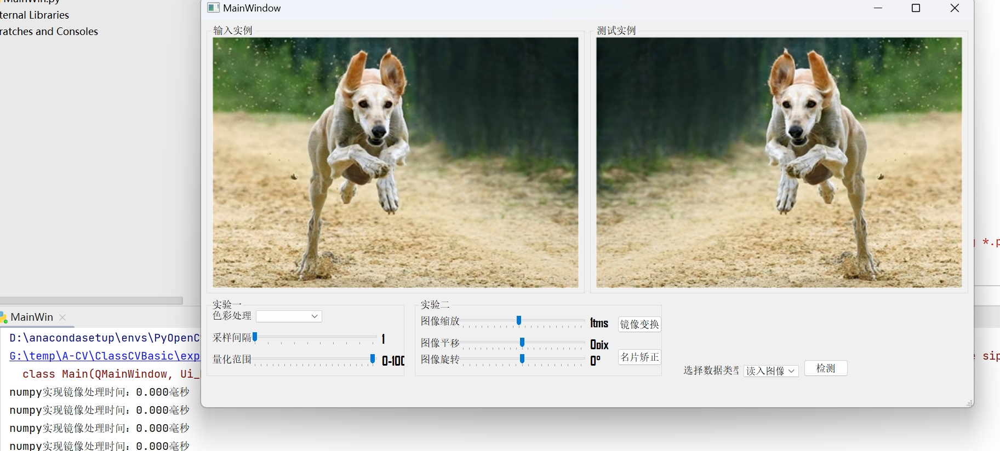 MainWin.py
ternal Libraries
ratches and Consoles
MainWindow
输入实例
测试实例
实验一
色彩处理
采样间隔
1
量化范围
0-100
实验二
图像缩放
1tms
镜像变换
图像平移
0pix
图像旋转
0°
名片矫正
选择数据类型
读入图像
检测
*.p
MainWin
D:\anacondasetup\envs\PyOpenC
G:\temp\A-CV\ClassCVBasic\exp
sip
class Main(QMainWindow, Ui_
numpy实现镜像处理时间：0.000毫秒
numpy实现镜像处理时间：0.000毫秒
numpy实现镜像处理时间：0.000毫秒
numpy实现镜像处理时间：0.000毫秒